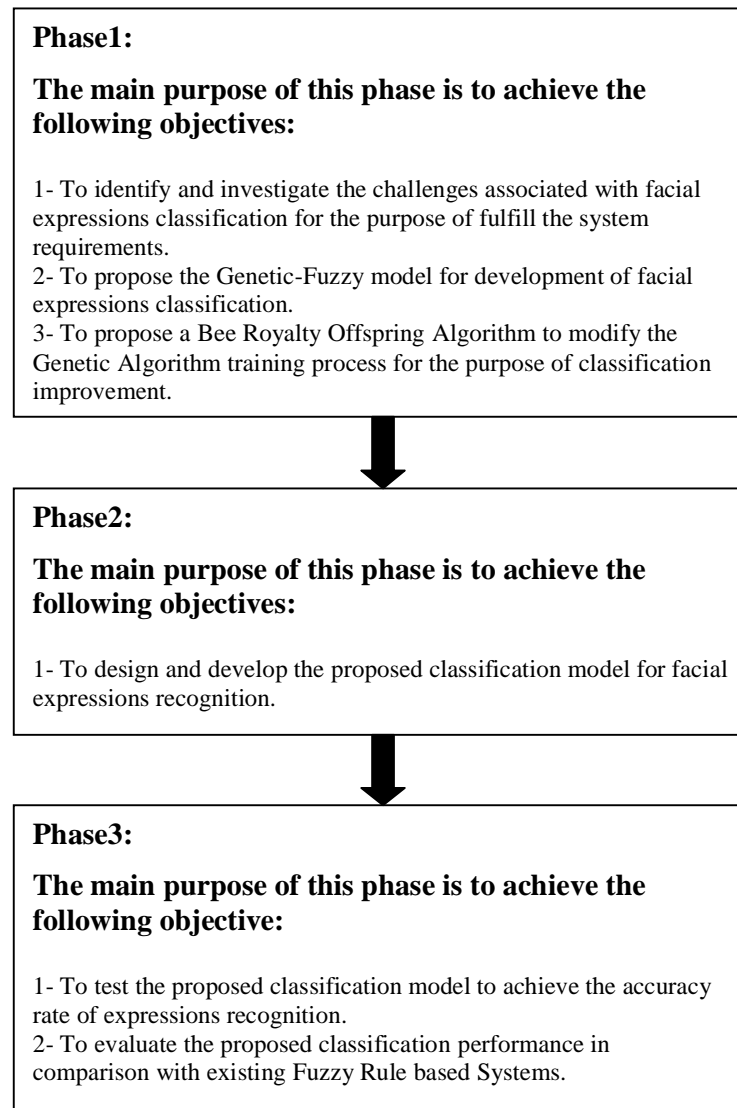 Phase1:
The main purpose of this phase is to achieve the
following objectives:
1- To identify and investigate the challenges associated with facial
expressions classification for the purpose of fulfill the system
requirements.
2- To propose the Genetic-Fuzzy model for development of facial
expressions classification.
3- To propose a Bee Royalty Offspring Algorithm to modify the
Genetic Algorithm training process for the purpose of classification
improvement.
Phase2:
The main purpose of this phase is to achieve the
following objectives:
1- To design and develop the proposed classification model for facial
expressions recognition.
Phase3:
The main purpose of this phase is to achieve the
following objective:
1- To test the proposed classification model to achieve the accuracy
rate of expressions recognition.
2- To evaluate the proposed classification performance in
comparison with existing Fuzzy Rule based Systems.